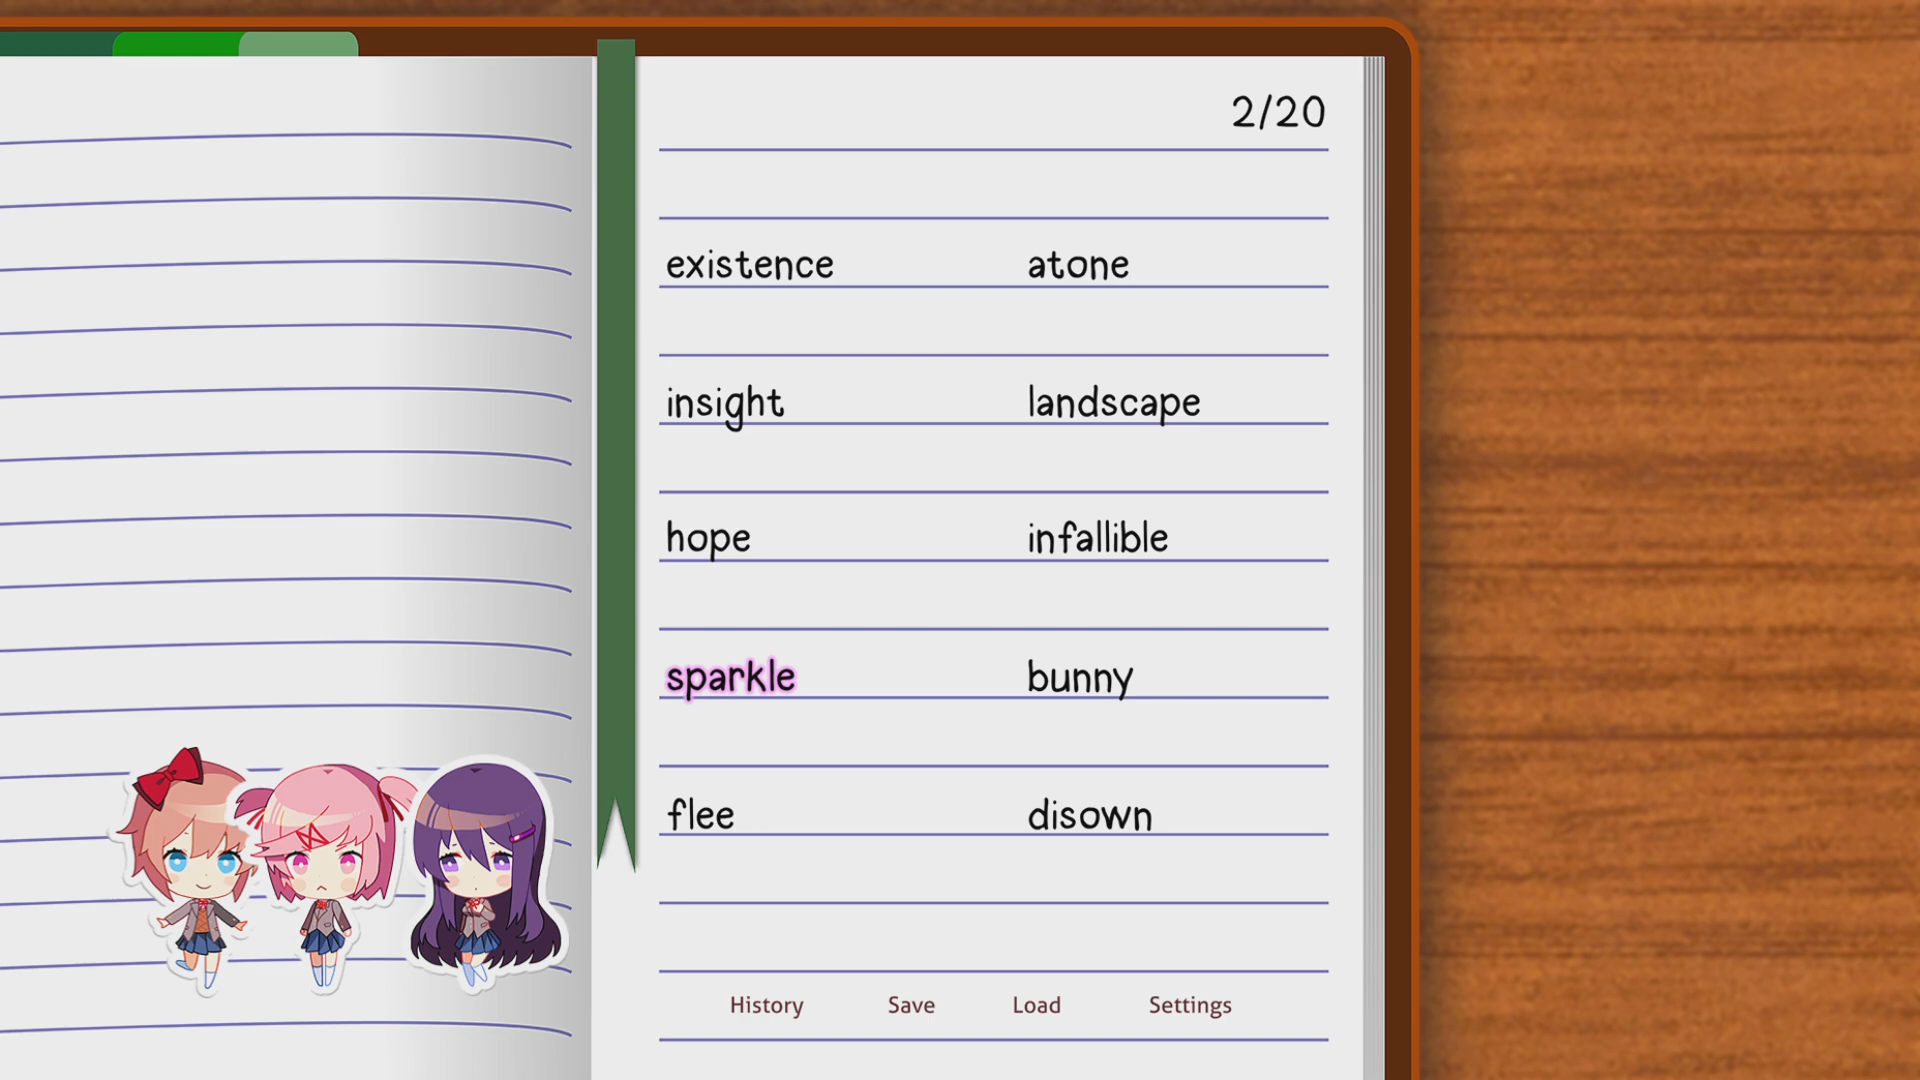 2/20
existence atone
insight landscape
hope infallible
sparkle bunny
flee disown
History Save Load Settings